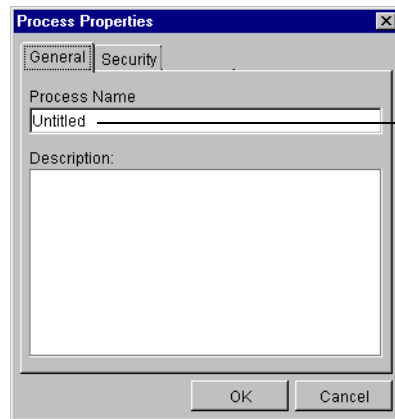 Process Properties
General Security
Process Name
Untitled
Description:
OK Cancel